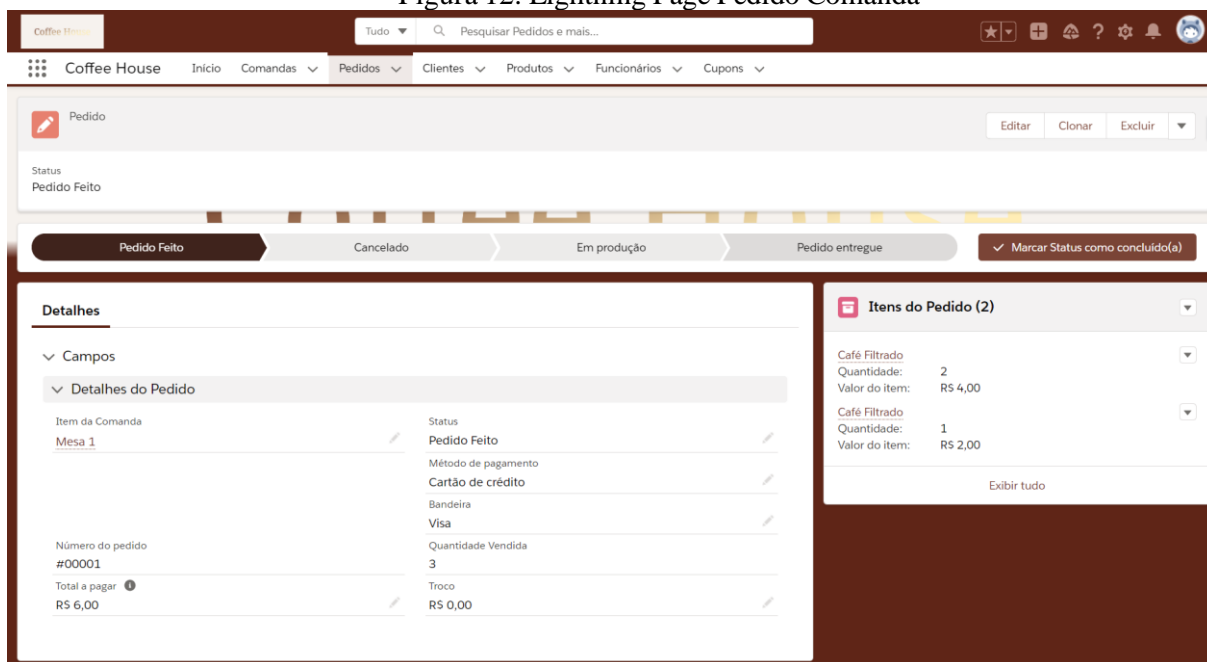 Figura 12: Lightning Page Pedido Comanda
Coffee House
Tudo
Pesquisar Pedidos e mais...
Coffee House Início Comandas Pedidos Clientes Produtos Funcionários Cupons
Pedido
Editar Clonar Excluir
Status
Pedido Feito
Pedido Feito Cancelado Em produção Pedido entregue Marcar Status como concluído(a)
Detalhes
Campos
Detalhes do Pedido
Item da Comanda
Mesa 1
Status
Pedido Feito
Método de pagamento
Cartão de crédito
Bandeira
Visa
Número do pedido
#00001
Quantidade Vendida
3
Total a pagar
R$ 6,00
Troco
R$ 0,00
Itens do Pedido (2)
Café Filtrado
Quantidade: 2
Valor do item: R$ 4,00
Café Filtrado
Quantidade: 1
Valor do item: R$ 2,00
Exibir tudo